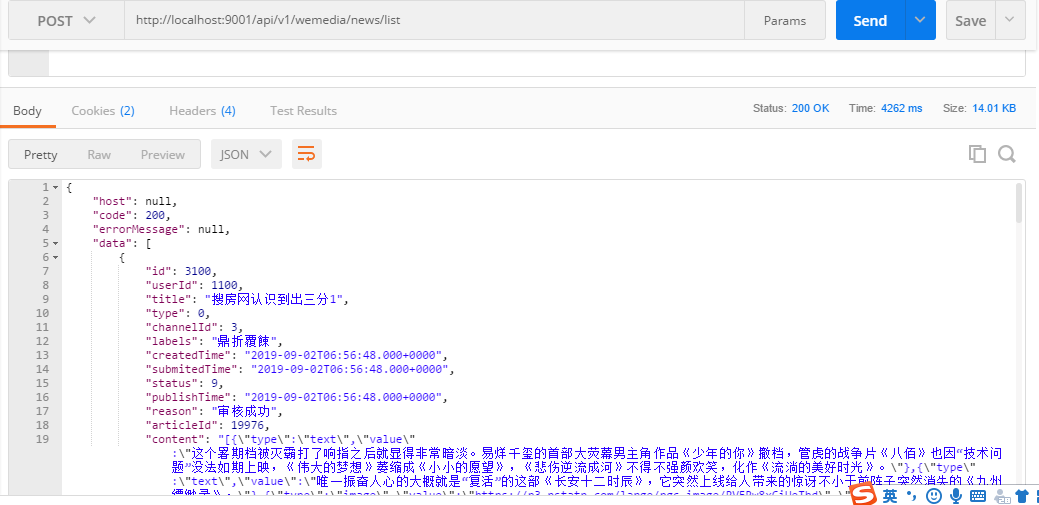 POST http://localhost:9001/api/v1/wemedia/news/list Params Send Save
Body Cookies (2) Headers (4) Test Results Status: 200 OK Time: 4262 ms Size: 14.01 KB
Pretty Raw Preview JSON
1 {
2 "host": null,
3 "code": 200,
4 "errorMessage": null,
5 "data": [
6 {
7 "id": 3100,
8 "userId": 1100,
9 "title": "搜房网认识到出三分1",
10 "type": 0,
11 "channelId": 3,
12 "labels": "鼎折覆餗",
13 "createdTime": "2019-09-02T06:56:48.000+0000",
14 "submitedTime": "2019-09-02T06:56:48.000+0000",
15 "status": 9,
16 "publishTime": "2019-09-02T06:56:48.000+0000",
17 "reason": "审核成功",
18 "articleId": 19976,
19 "content": "[{\"type\":\"text\",\"value\"
:\"这个暑期档被灭霸打了响指之后就显得非常暗淡。易烊千玺的首部大荧幕男主角作品《少年的你》撤档，管虎的战争片《八佰》也因“技术问
题”没法如期上映，《伟大的梦想》萎缩成《小小的愿望》，《悲伤逆流成河》不得不强颜欢笑，化作《流淌的美好时光》。\"},{\"type\"
:\"text\",\"value\":\"唯一振奋人心的大概就是“复活”的这部《长安十二时辰》，它突然上线给人带来的惊讶不小于前阵子突然消失的《九州
英